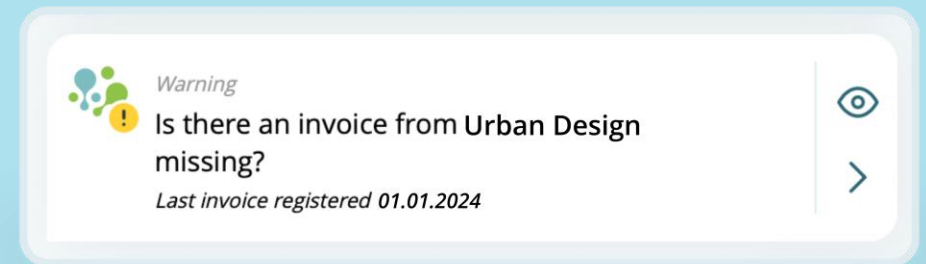 Warning
Is there an invoice from Urban Design
missing?
Last invoice registered 01.01.2024